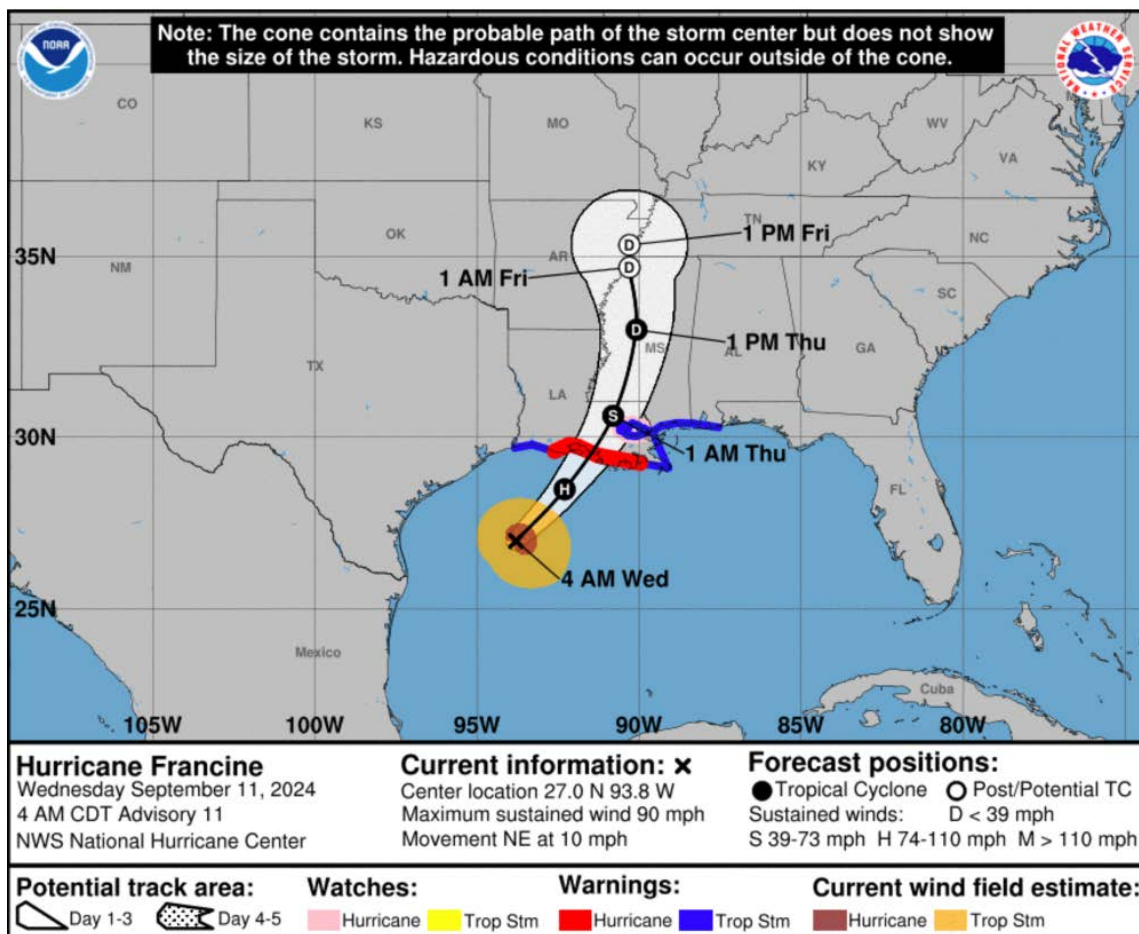 Note: The cone contains the probable path of the storm center but does not show
the size of the storm. Hazardous conditions can occur outside of the cone.
NOAA
NATIONAL WEATHER SERVICE
CO
KS
MO
WV
VA
KY
OK
TN
NC
NM
AR
SC
TX
LA
MS
AL
GA
FL
Mexico
Cuba
35N
30N
25N
105W
100W
95W
90W
85W
80W
D
1 PM Fri
D
1 AM Fri
D
1 PM Thu
S
1 AM Thu
H
4 AM Wed
Hurricane Francine
Wednesday September 11, 2024
4 AM CDT Advisory 11
NWS National Hurricane Center
Current information: x
Center location 27.0 N 93.8 W
Maximum sustained wind 90 mph
Movement NE at 10 mph
Forecast positions:
Tropical Cyclone Post/Potential TC
Sustained winds: D < 39 mph
S 39-73 mph H 74-110 mph M > 110 mph
Potential track area:
Day 1-3 Day 4-5
Watches:
Hurricane Trop Stm
Warnings:
Hurricane Trop Stm
Current wind field estimate:
Hurricane Trop Stm